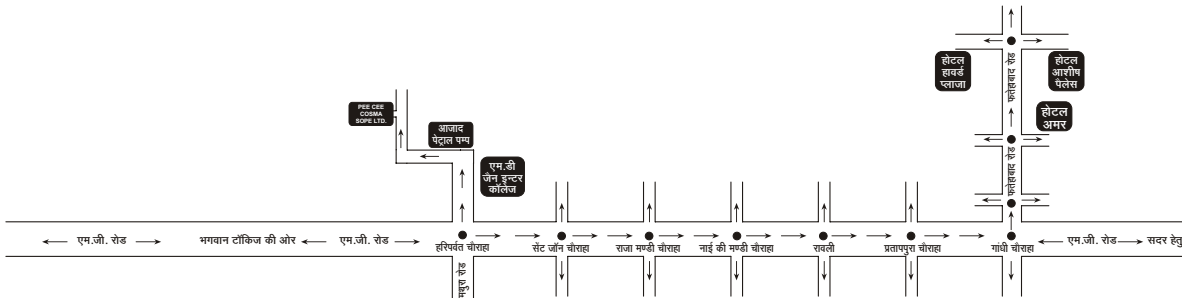 होटल
हावर्ड
प्लाजा
फतेहाबाद रोड
होटल
आशीष
पैलेस
PEE CEE
COSMA
SOPE LTD.
आजाद
पेट्राल पम्प
होटल
अमर
एम.डी
जैन इन्टर
कॉलेज
फतेहाबाद रोड
एम.जी. रोड
भगवान टॉकिज की ओर
एम.जी. रोड
हरिपर्वत चौराहा
सेंट जॉन चौराहा
राजा मण्डी चौराहा
नाई की मण्डी चौराहा
रावली
प्रतापपुरा चौराहा
गांधी चौराहा
एम.जी. रोड
सदर हेतु
मथुरा रोड